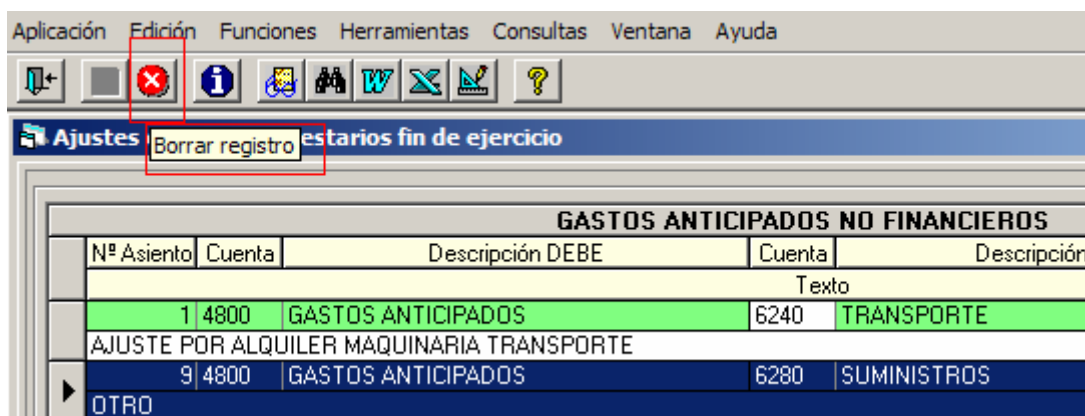 Aplicación Edición Funciones Herramientas Consultas Ventana Ayuda
W X ?
Ajustes estarios fin de ejercicio
Borrar registro
GASTOS ANTICIPADOS NO FINANCIEROS
Nº Asiento Cuenta Descripción DEBE Cuenta Descripción
Texto
1 4800 GASTOS ANTICIPADOS 6240 TRANSPORTE
AJUSTE POR ALQUILER MAQUINARIA TRANSPORTE
9 4800 GASTOS ANTICIPADOS 6280 SUMINISTROS
OTRO